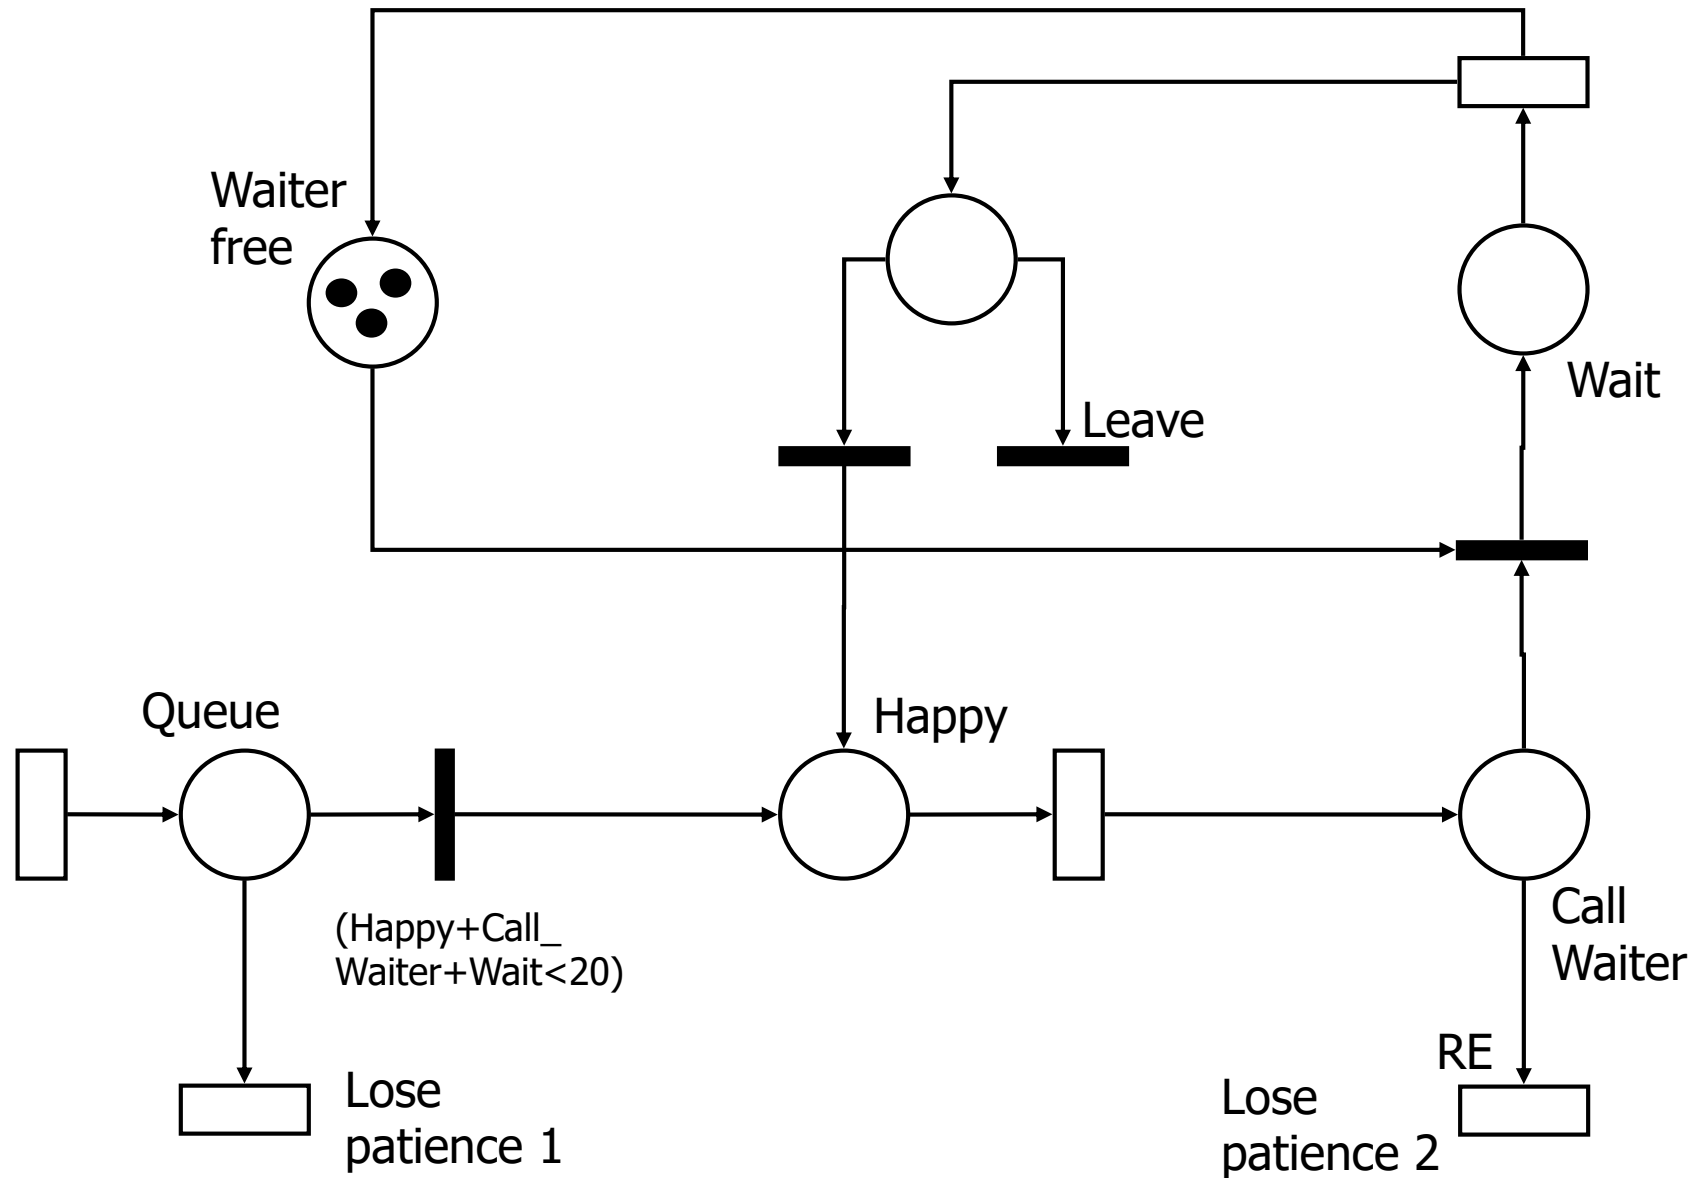 Waiter
free
Wait
Leave
Queue
Happy
(Happy+Call_
Waiter+Wait<20)
Call
Waiter
RE
Lose
patience 1
Lose
patience 2